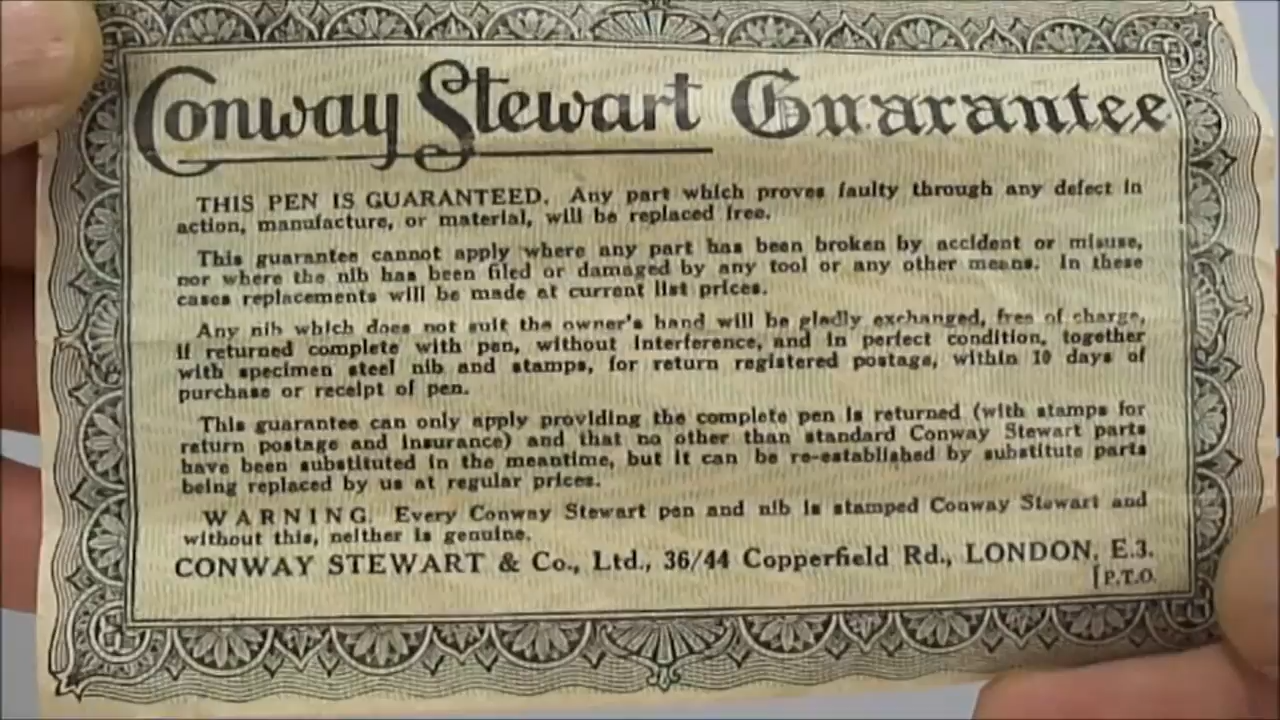 Conway Stewart Guarantee
THIS PEN IS GUARANTEED. Any part which proves faulty through any defect in
action, manufacture, or material, will be replaced free.
This guarantee cannot apply where any part has been broken by accident or misuse,
nor where the nib has been filed or damaged by any tool or any other means. In these
cases replacements will be made at current list prices.
Any nib which does not suit the owner's hand will be gladly exchanged, free of charge,
if returned complete with pen, without interference, and in perfect condition, together
with specimen steel nib and stamps, for return registered postage, within 10 days of
purchase or receipt of pen.
This guarantee can only apply providing the complete pen is returned (with stamps for
return postage and insurance) and that no other than standard Conway Stewart parts
have been substituted in the meantime, but it can be re-established by substitute parts
being replaced by us at regular prices.
WARNING. Every Conway Stewart pen and nib is stamped Conway Stewart and
without this, neither is genuine.
CONWAY STEWART & Co., Ltd., 36/44 Copperfield Rd., LONDON, E.3.
[P.T.O.